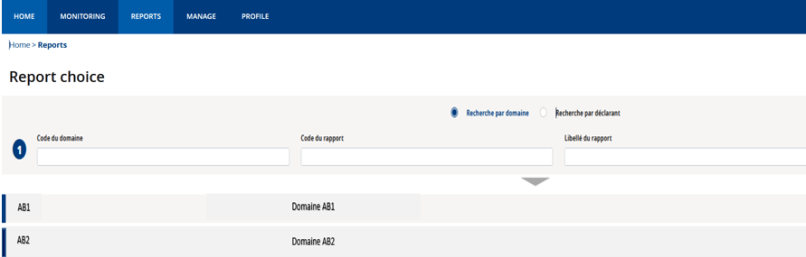 HOME MONITORING REPORTS MANAGE PROFILE
Home > Reports
Report choice
Recherche par domaine Recherche par déclarant
1 Code du domaine Code du rapport Libellé du rapport
AB1 Domaine AB1
AB2 Domaine AB2